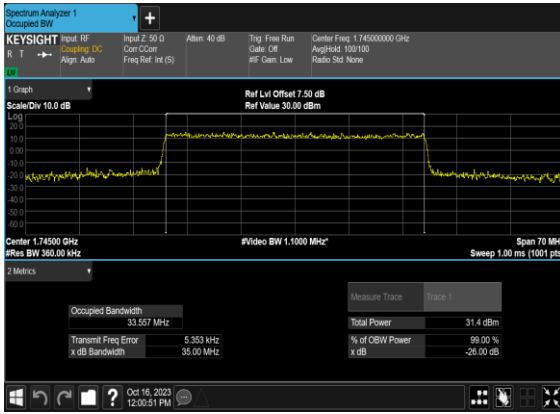 Spectrum Analyzer 1
Occupied BW
+
KEYSIGHT
R T
LNI
Input: RF
Coupling: DC
Align: Auto
Input Z: 50 Ω
Corr CCorr
Freq Ref: Int (S)
Atten: 40 dB
Trig: Free Run
Gate: Off
#IF Gain: Low
Center Freq: 1.745000000 GHz
Avg|Hold: 100/100
Radio Std: None
1 Graph
Scale/Div 10.0 dB
Ref Lvl Offset 7.50 dB
Ref Value 30.00 dBm
Log
20.0
10.0
0.00
-10.0
-20.0
-30.0
-40.0
-50.0
-60.0
Center 1.74500 GHz
#Res BW 360.00 kHz
#Video BW 1.1000 MHz*
Span 70 MH
Sweep 1.00 ms (1001 pts
2 Metrics
Measure Trace Trace 1
Occupied Bandwidth
33.557 MHz
Total Power 31.4 dBm
Transmit Freq Error 5.353 kHz
% of OBW Power 99.00 %
x dB Bandwidth 35.00 MHz
x dB -26.00 dB
?
Oct 16, 2023
12:00:51 PM